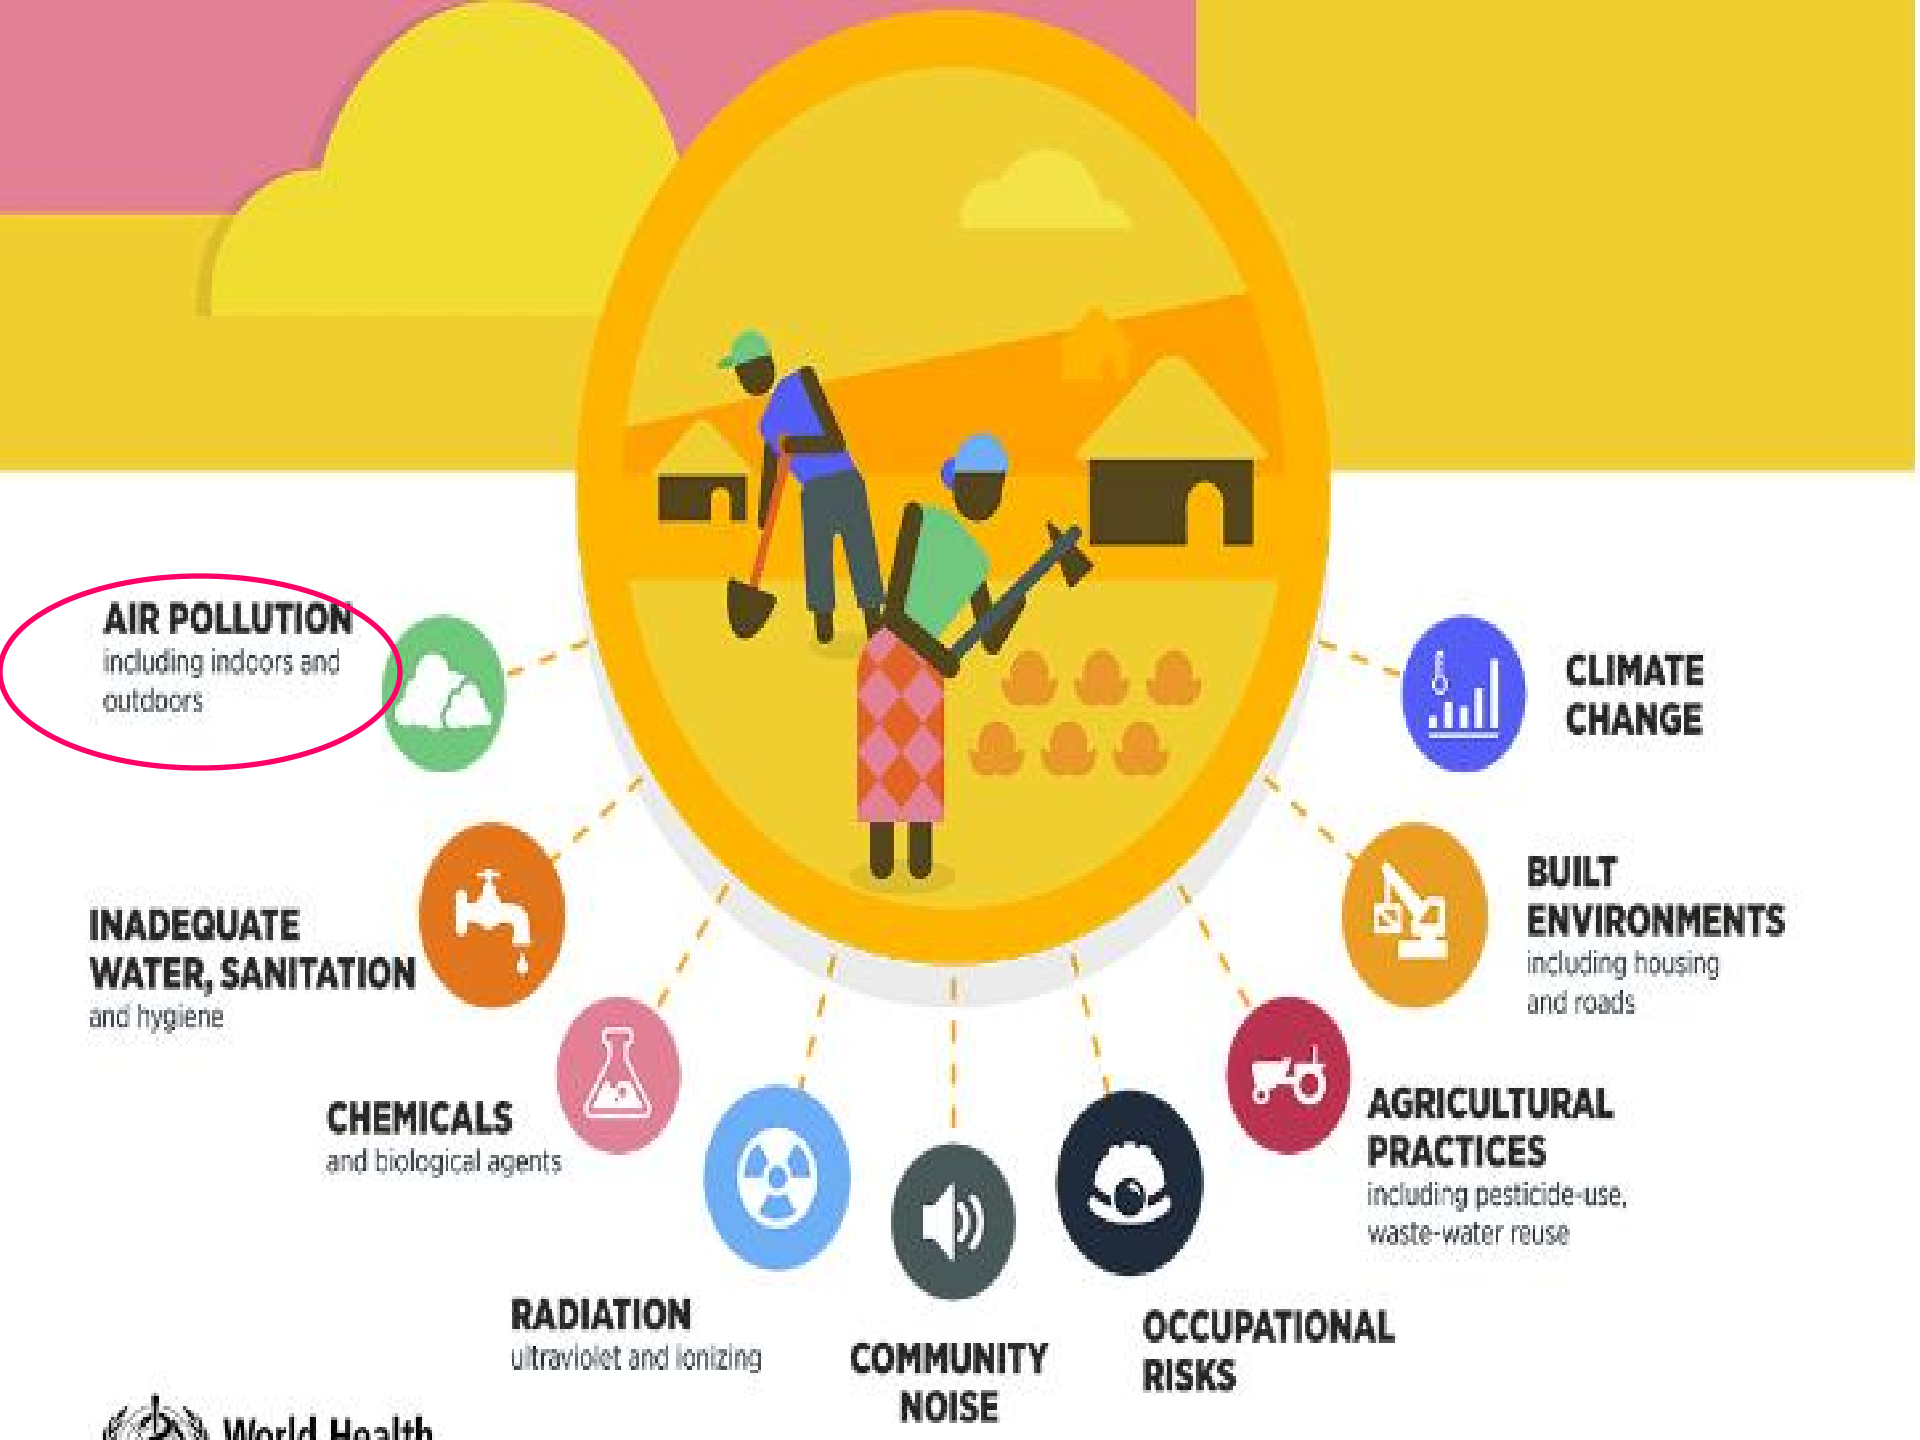 AIR POLLUTION
including indoors and
outdoors
INADEQUATE
WATER, SANITATION
and hygiene
CHEMICALS
and biological agents
RADIATION
ultraviolet and ionizing
COMMUNITY
NOISE
OCCUPATIONAL
RISKS
AGRICULTURAL
PRACTICES
including pesticide-use,
waste-water reuse
BUILT
ENVIRONMENTS
including housing
and roads
CLIMATE
CHANGE
World Health